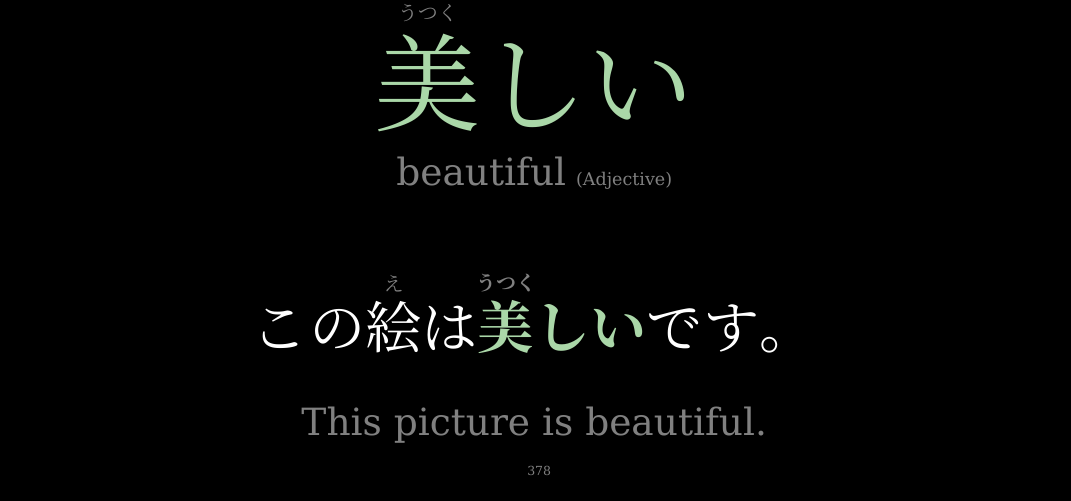 うつく
美しい
beautiful (Adjective)
え うつく
この絵は美しいです。
This picture is beautiful.
378